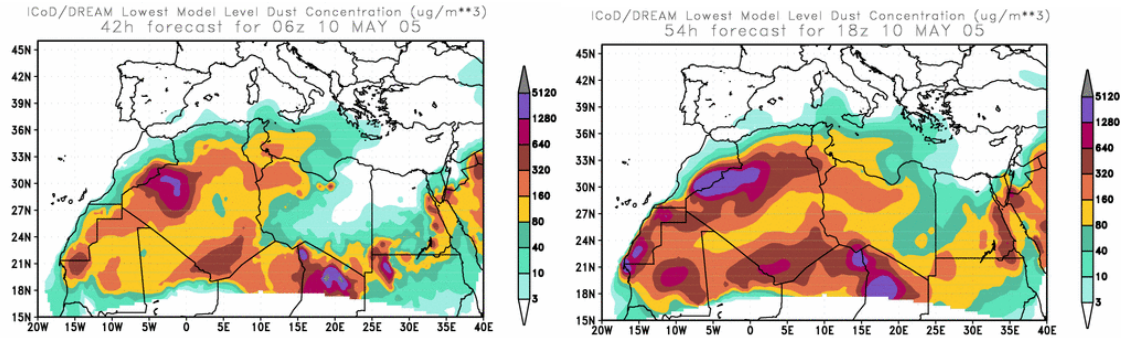 ICoD/DREAM Lowest Model Level Dust Concentration (ug/m**3)
42h forecast for 06z 10 MAY 05
45N
42N
39N
36N
33N
30N
27N
24N
21N
18N
15N
20W 15W 10W 5W 0 5E 10E 15E 20E 25E 30E 35E 40E
5120
1280
640
320
160
80
40
10
3
ICoD/DREAM Lowest Model Level Dust Concentration (ug/m**3)
54h forecast for 18z 10 MAY 05
45N
42N
39N
36N
33N
30N
27N
24N
21N
18N
15N
20W 15W 10W 5W 0 5E 10E 15E 20E 25E 30E 35E 40E
5120
1280
640
320
160
80
40
10
3